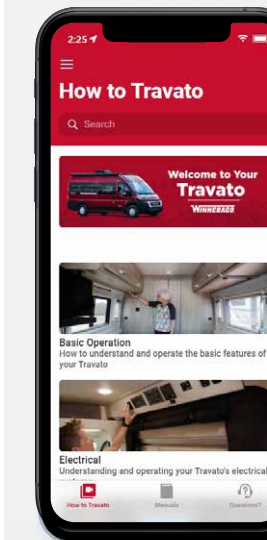 2:25
How to Travato
Search
Welcome to Your
Travato
WINNEBAGO
Basic Operation
How to understand and operate the basic features of
your Travato
Electrical
Understanding and operating your Travato's electrical
How to Travato
Manuals
Questions?